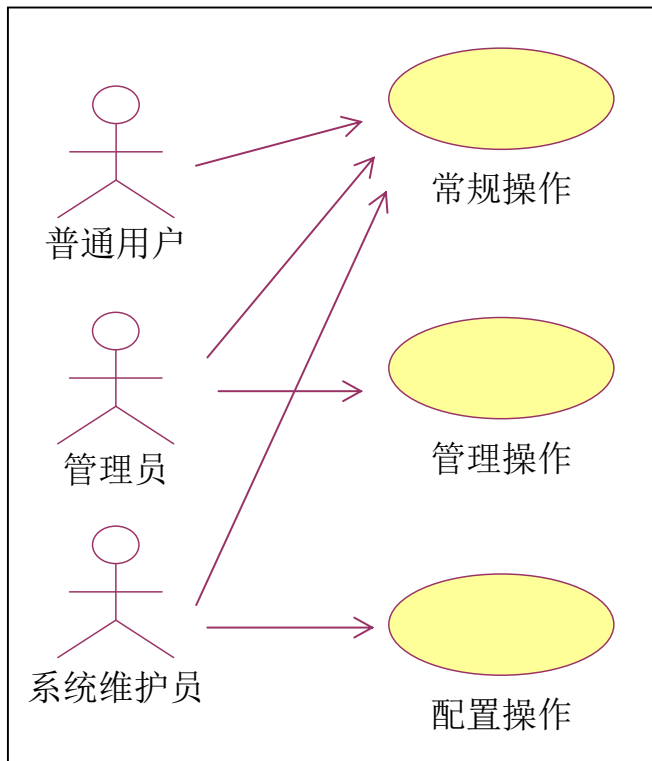 常规操作
普通用户
管理操作
管理员
系统维护员
配置操作